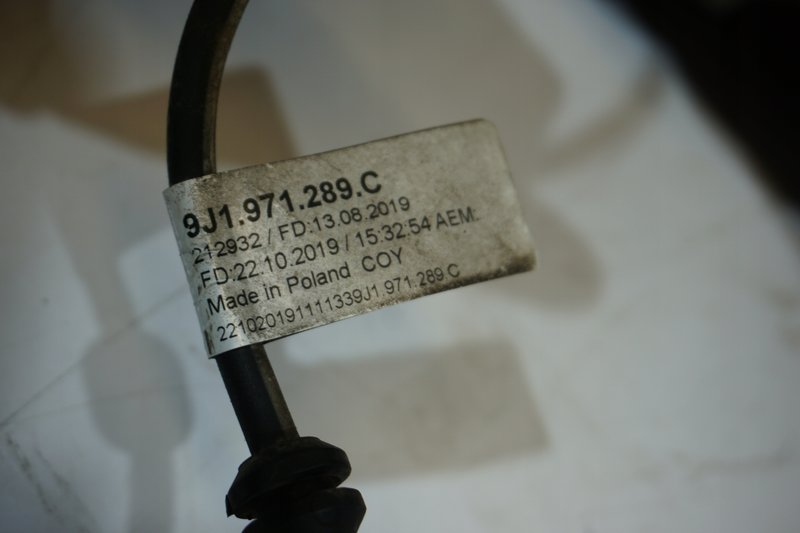 9J1.971.289.C
212932 / FD:13.08.2019
FD:22.10.2019 / 15:32:54 AEM:
Made in Poland COY
221020191111339J1.971.289.C